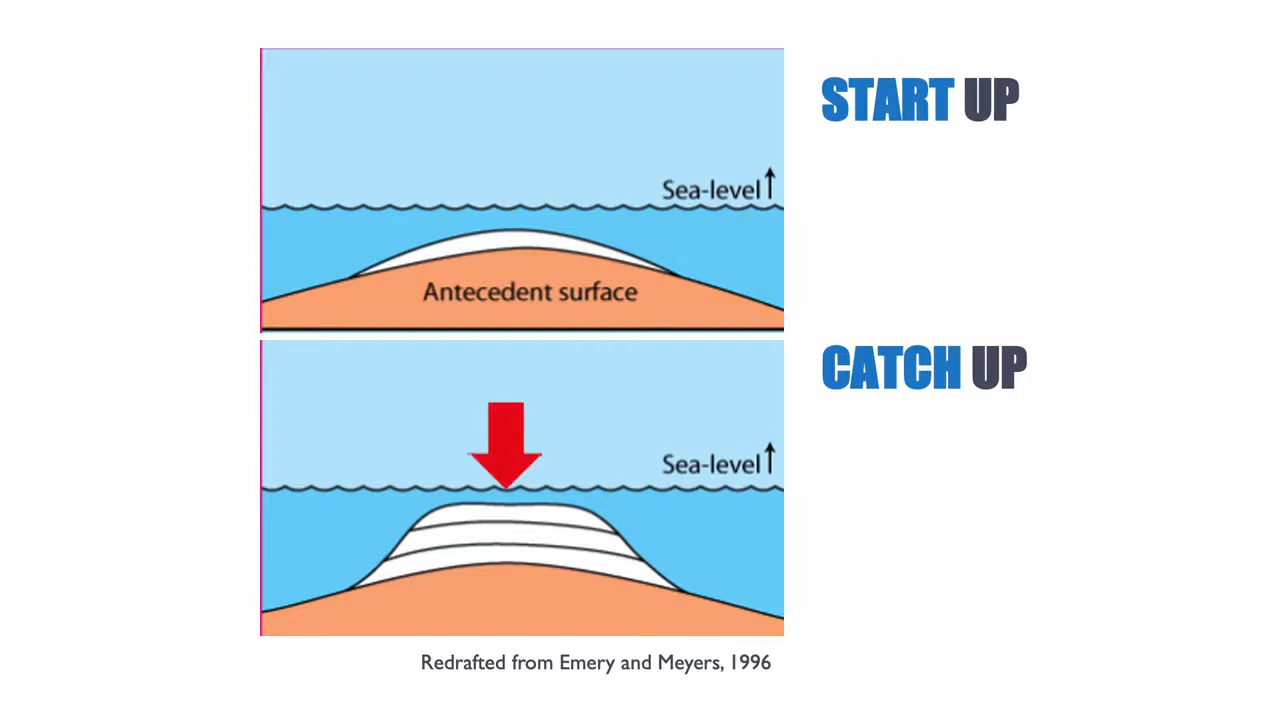 START UP
Sea-level
Antecedent surface
CATCH UP
Sea-level
Redrafted from Emery and Meyers, 1996